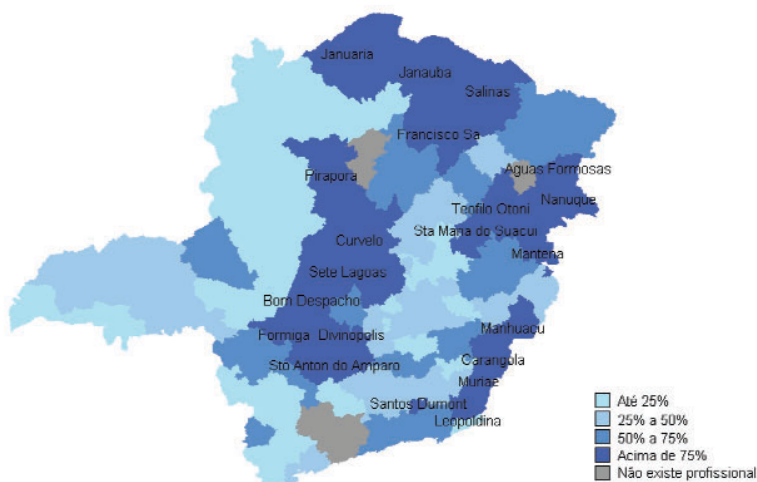 Januaria
Janauba
Salinas
Francisco Sa
Aguas Formosas
Pirapora
Nanuque
Teofilo Otoni
Sta Maria do Suacui
Curvelo
Mantena
Sete Lagoas
Bom Despacho
Manhuacu
Formiga Divinopolis
Carangola
Sto Anton do Amparo
Muriae
Santos Dumont
Leopoldina
Até 25%
25% a 50%
50% a 75%
Acima de 75%
Não existe profissional